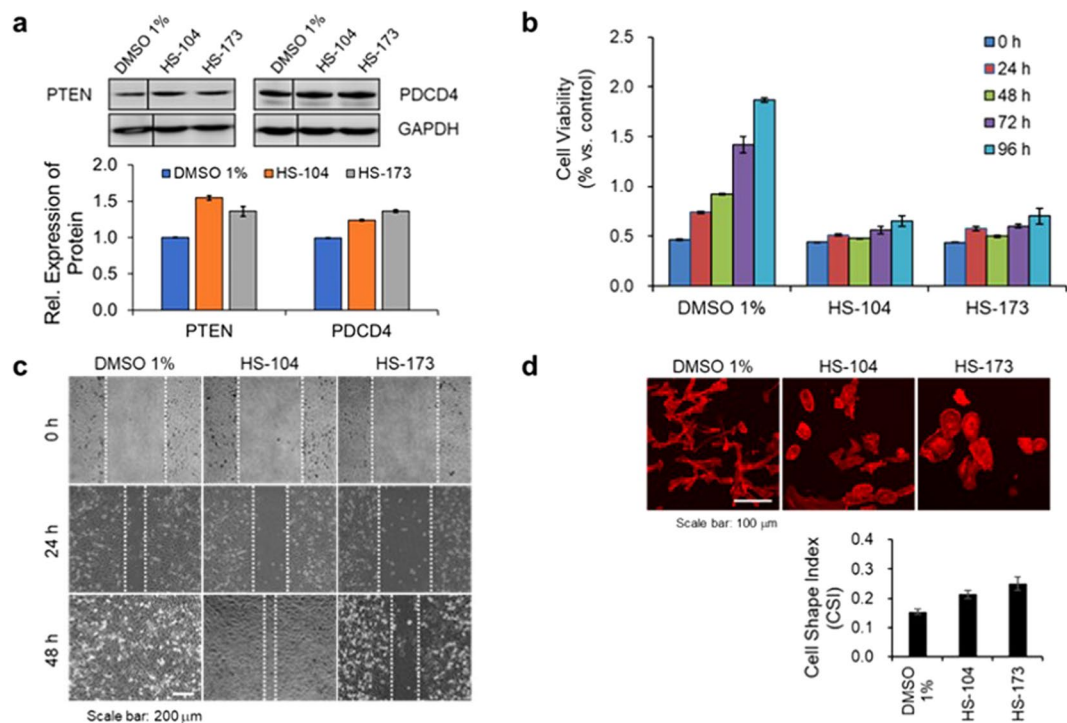 a
DMSO 1%
HS-104
HS-173
DMSO 1%
HS-104
HS-173
PTEN
PDCD4
GAPDH
Rel. Expression of
Protein
2.0
1.5
1.0
0.5
0.0
DMSO 1% HS-104 HS-173
PTEN PDCD4
b
Cell Viability
(% vs. control)
2.5
2.0
1.5
1.0
0.5
0.0
0 h
24 h
48 h
72 h
96 h
DMSO 1% HS-104 HS-173
c
DMSO 1% HS-104 HS-173
0 h
24 h
48 h
Scale bar: 200 μm
d
DMSO 1% HS-104 HS-173
Scale bar: 100 μm
Cell Shape Index
(CSI)
0.4
0.3
0.2
0.1
0.0
DMSO
1%
HS-104
HS-173